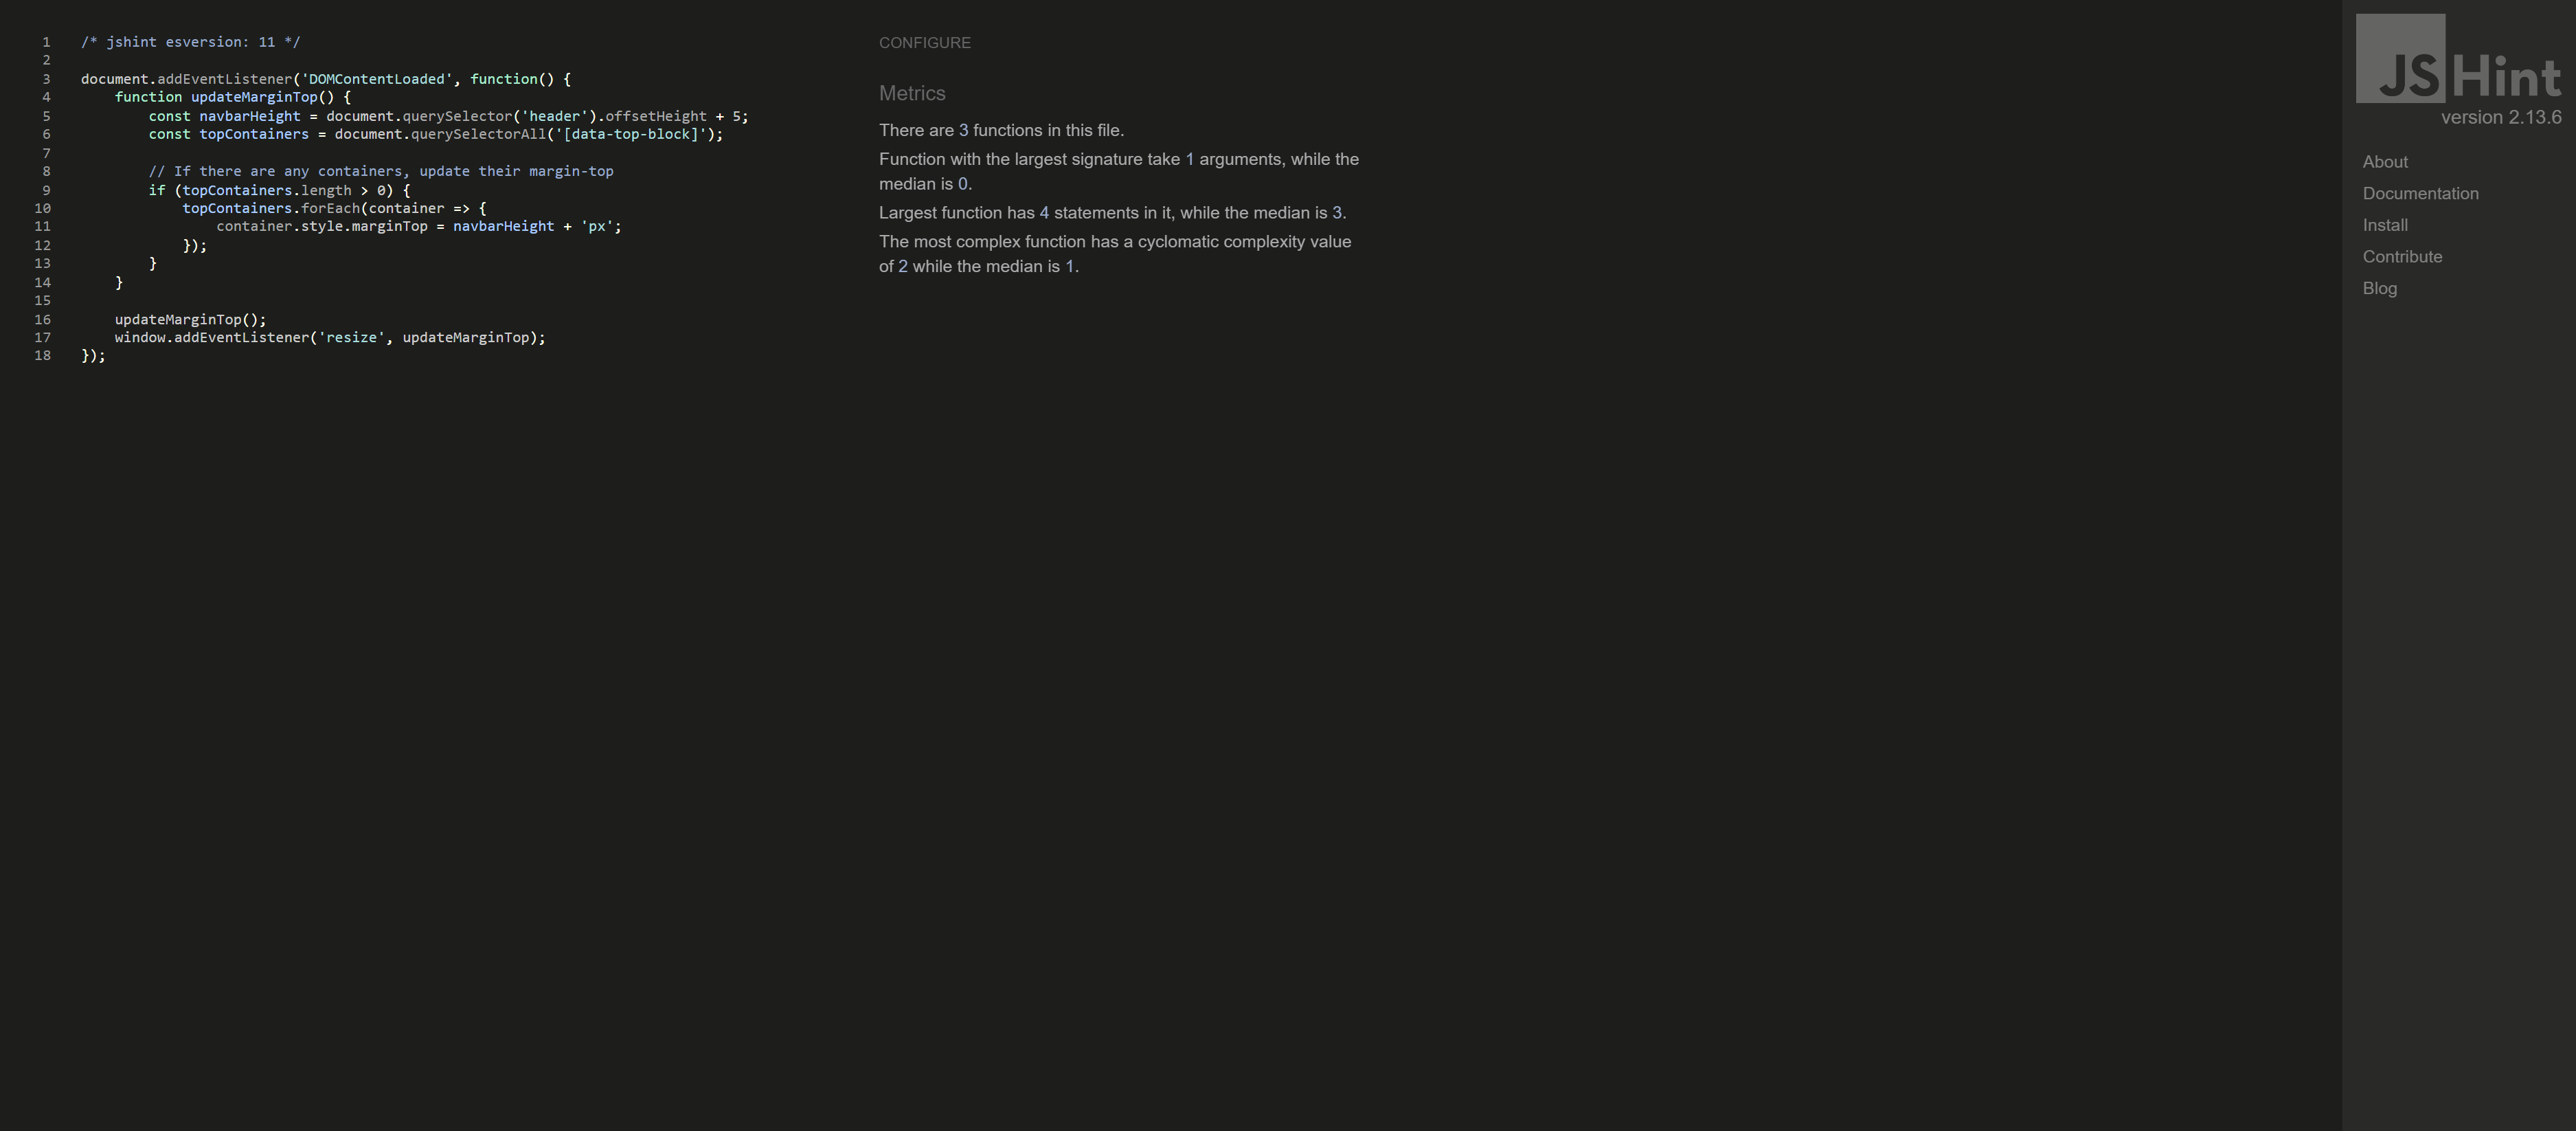 1 /* jshint esversion: 11 */
2
3 document.addEventListener('DOMContentLoaded', function() {
4     function updateMarginTop() {
5         const navbarHeight = document.querySelector('header').offsetHeight + 5;
6         const topContainers = document.querySelectorAll('[data-top-block]');
7
8         // If there are any containers, update their margin-top
9         if (topContainers.length > 0) {
10             topContainers.forEach(container => {
11                 container.style.marginTop = navbarHeight + 'px';
12             });
13         }
14     }
15
16     updateMarginTop();
17     window.addEventListener('resize', updateMarginTop);
18 });
CONFIGURE
Metrics
There are 3 functions in this file.
Function with the largest signature take 1 arguments, while the
median is 0.
Largest function has 4 statements in it, while the median is 3.
The most complex function has a cyclomatic complexity value
of 2 while the median is 1.
JSHint
version 2.13.6
About
Documentation
Install
Contribute
Blog